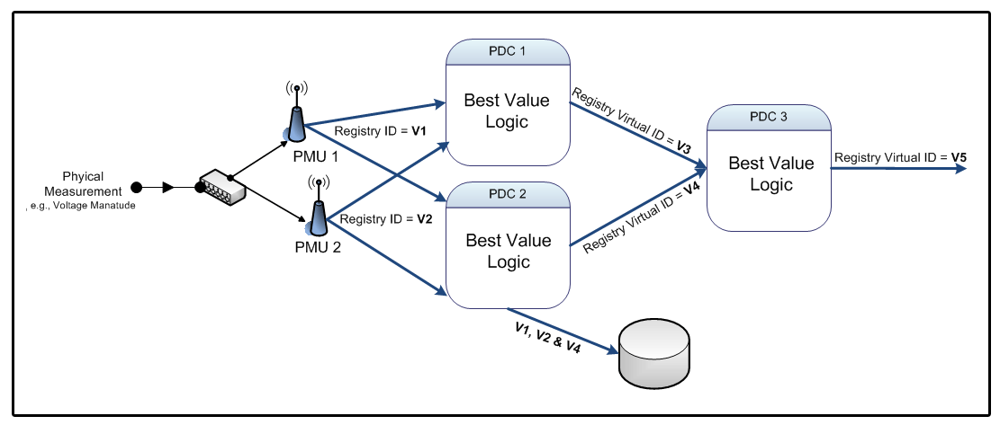 PDC 1
Best Value
Logic
Registry Virtual ID = V3
PDC 3
Best Value
Logic
Registry Virtual ID = V5
Registry ID = V1
PMU 1
Phyical
Measurement
, e.g., Voltage Manatude
Registry ID = V2
PMU 2
PDC 2
Best Value
Logic
Registry Virtual ID = V4
V1, V2 & V4